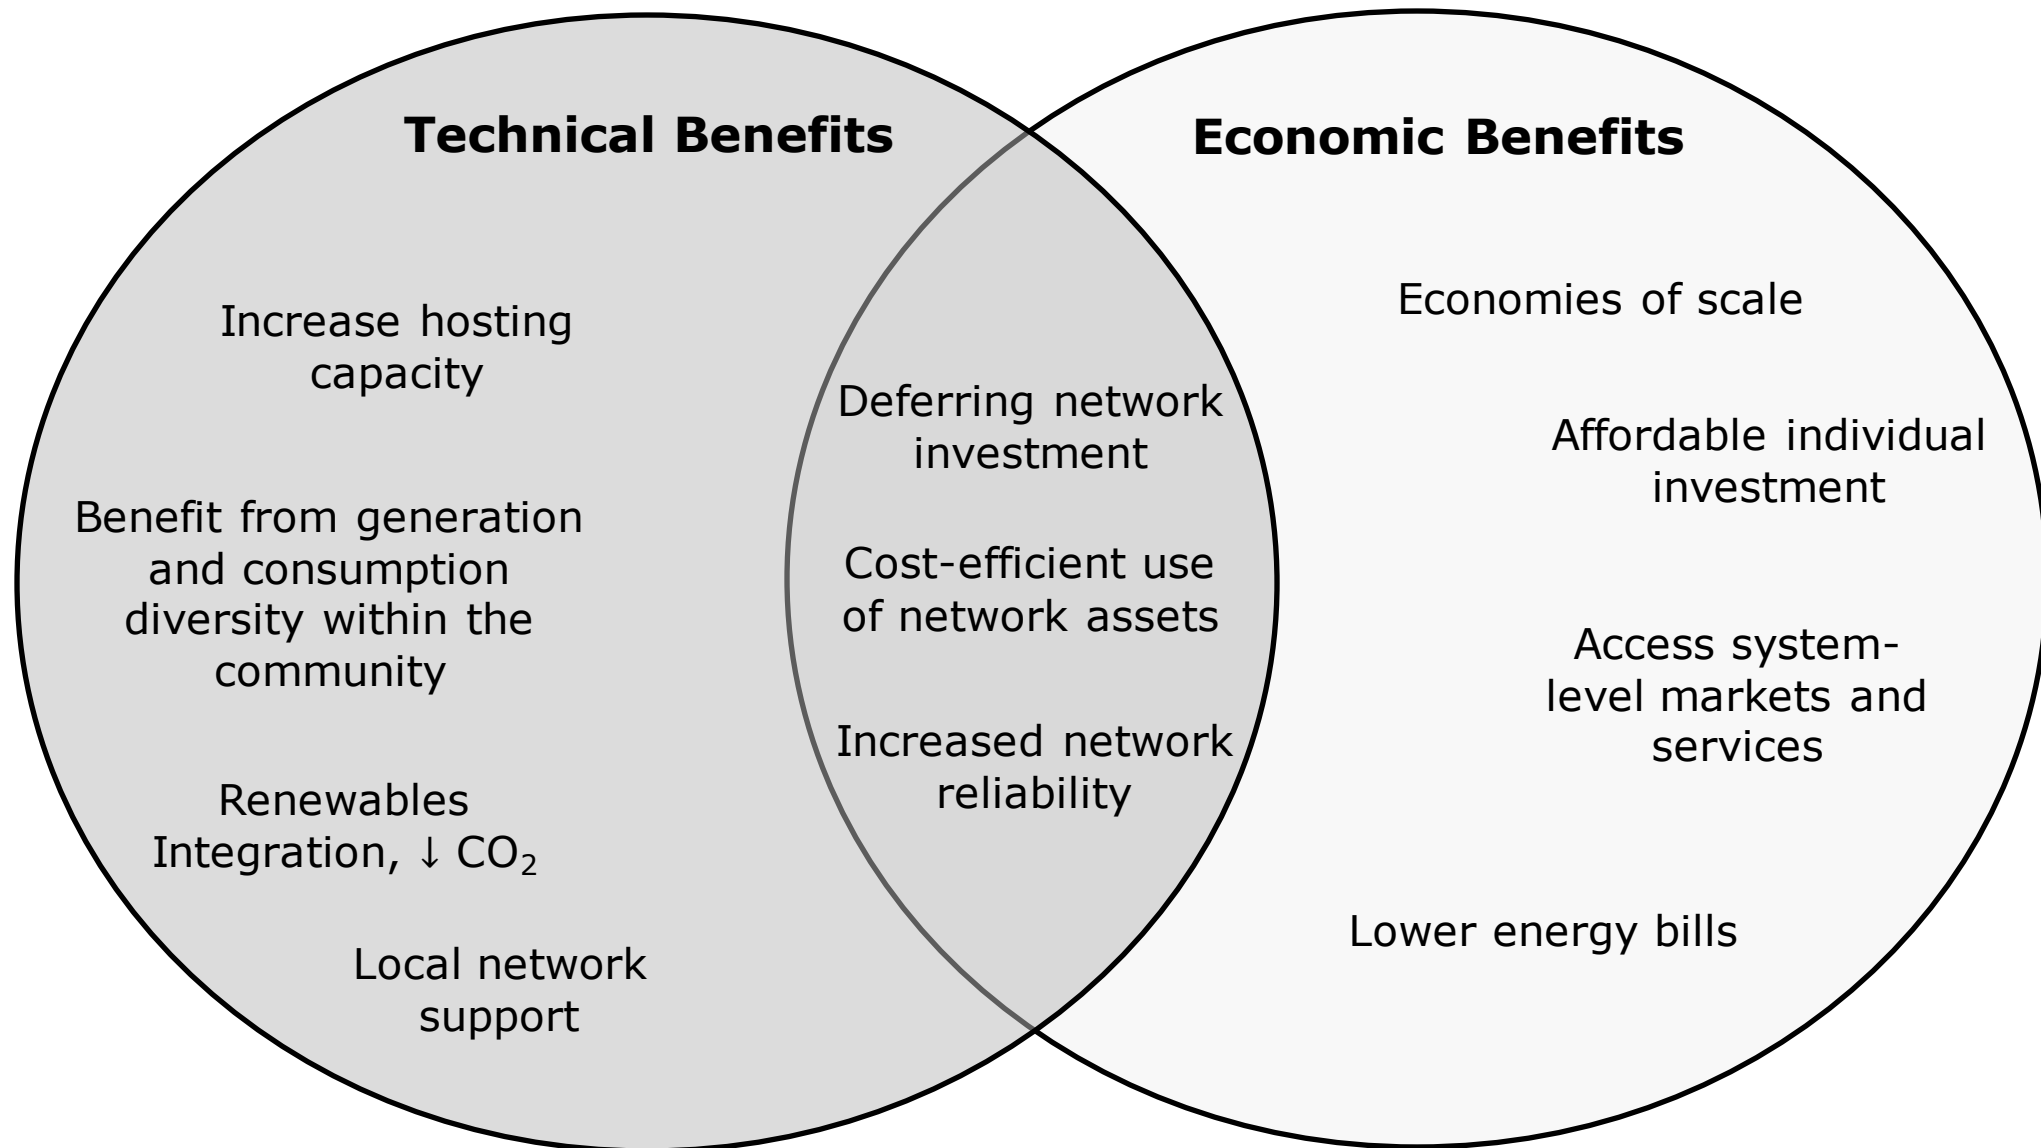 Technical Benefits
Increase hosting
capacity
Benefit from generation
and consumption
diversity within the
community
Renewables
Integration, ↓ CO₂
Local network
support
Deferring network
investment
Cost-efficient use
of network assets
Increased network
reliability
Economic Benefits
Economies of scale
Affordable individual
investment
Access system-
level markets and
services
Lower energy bills